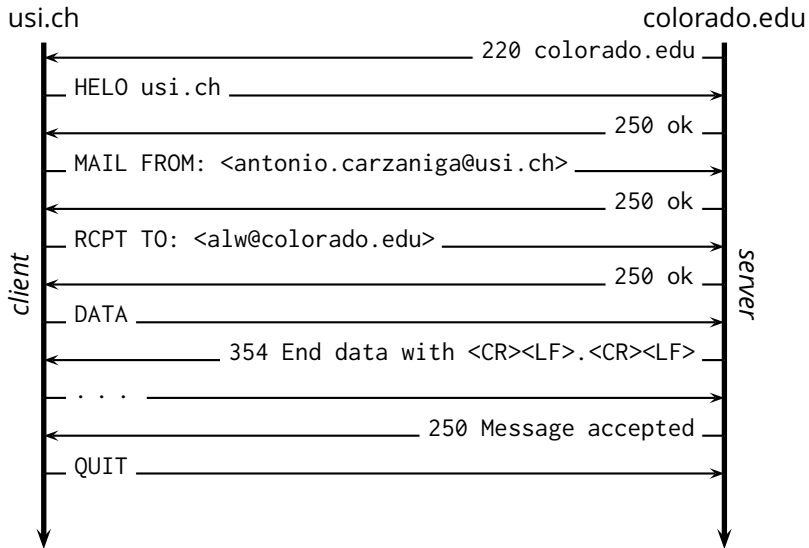 usi.ch
colorado.edu
220 colorado.edu
HELO usi.ch
250 ok
MAIL FROM: <antonio.carzaniga@usi.ch>
250 ok
RCPT TO: <alw@colorado.edu>
250 ok
DATA
354 End data with <CR><LF>.<CR><LF>
. . .
250 Message accepted
QUIT
client
server